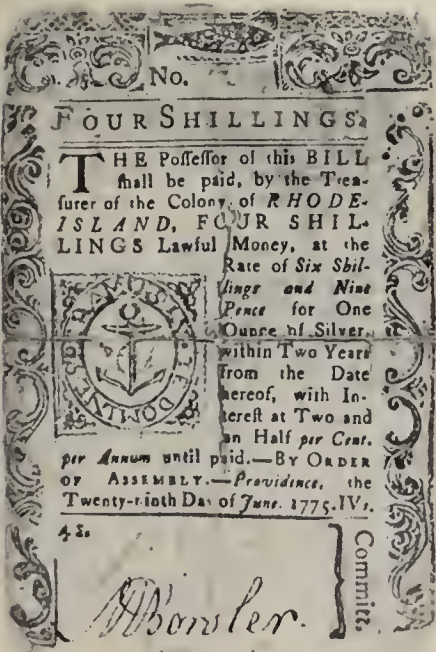 No.
FOUR SHILLINGS.
THE Poſſeſſor of this BILL
ſhall be paid, by the Trea-
ſurer of the Colony of RHODE-
ISLAND, FOUR SHIL-
LINGS Lawful Money, at the
Rate of Six Shil-
lings and Nine
Pence for One
Ounce of Silver,
within Two Years
from the Date
hereof, with In-
tereſt at Two and
an Half per Cent.
per Annum until paid.—BY ORDER
OF ASSEMBLY.—Providence, the
Twenty-ninth Day of June. 1775. IVs.
4 s.
Committ.